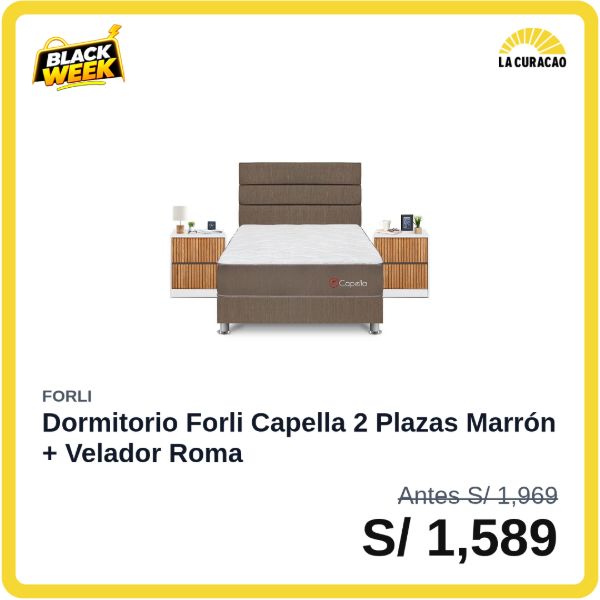 BLACK
WEEK
LA CURACAO
Capella
FORLI
Dormitorio Forli Capella 2 Plazas Marrón
+ Velador Roma
Antes S/ 1,969
S/ 1,589